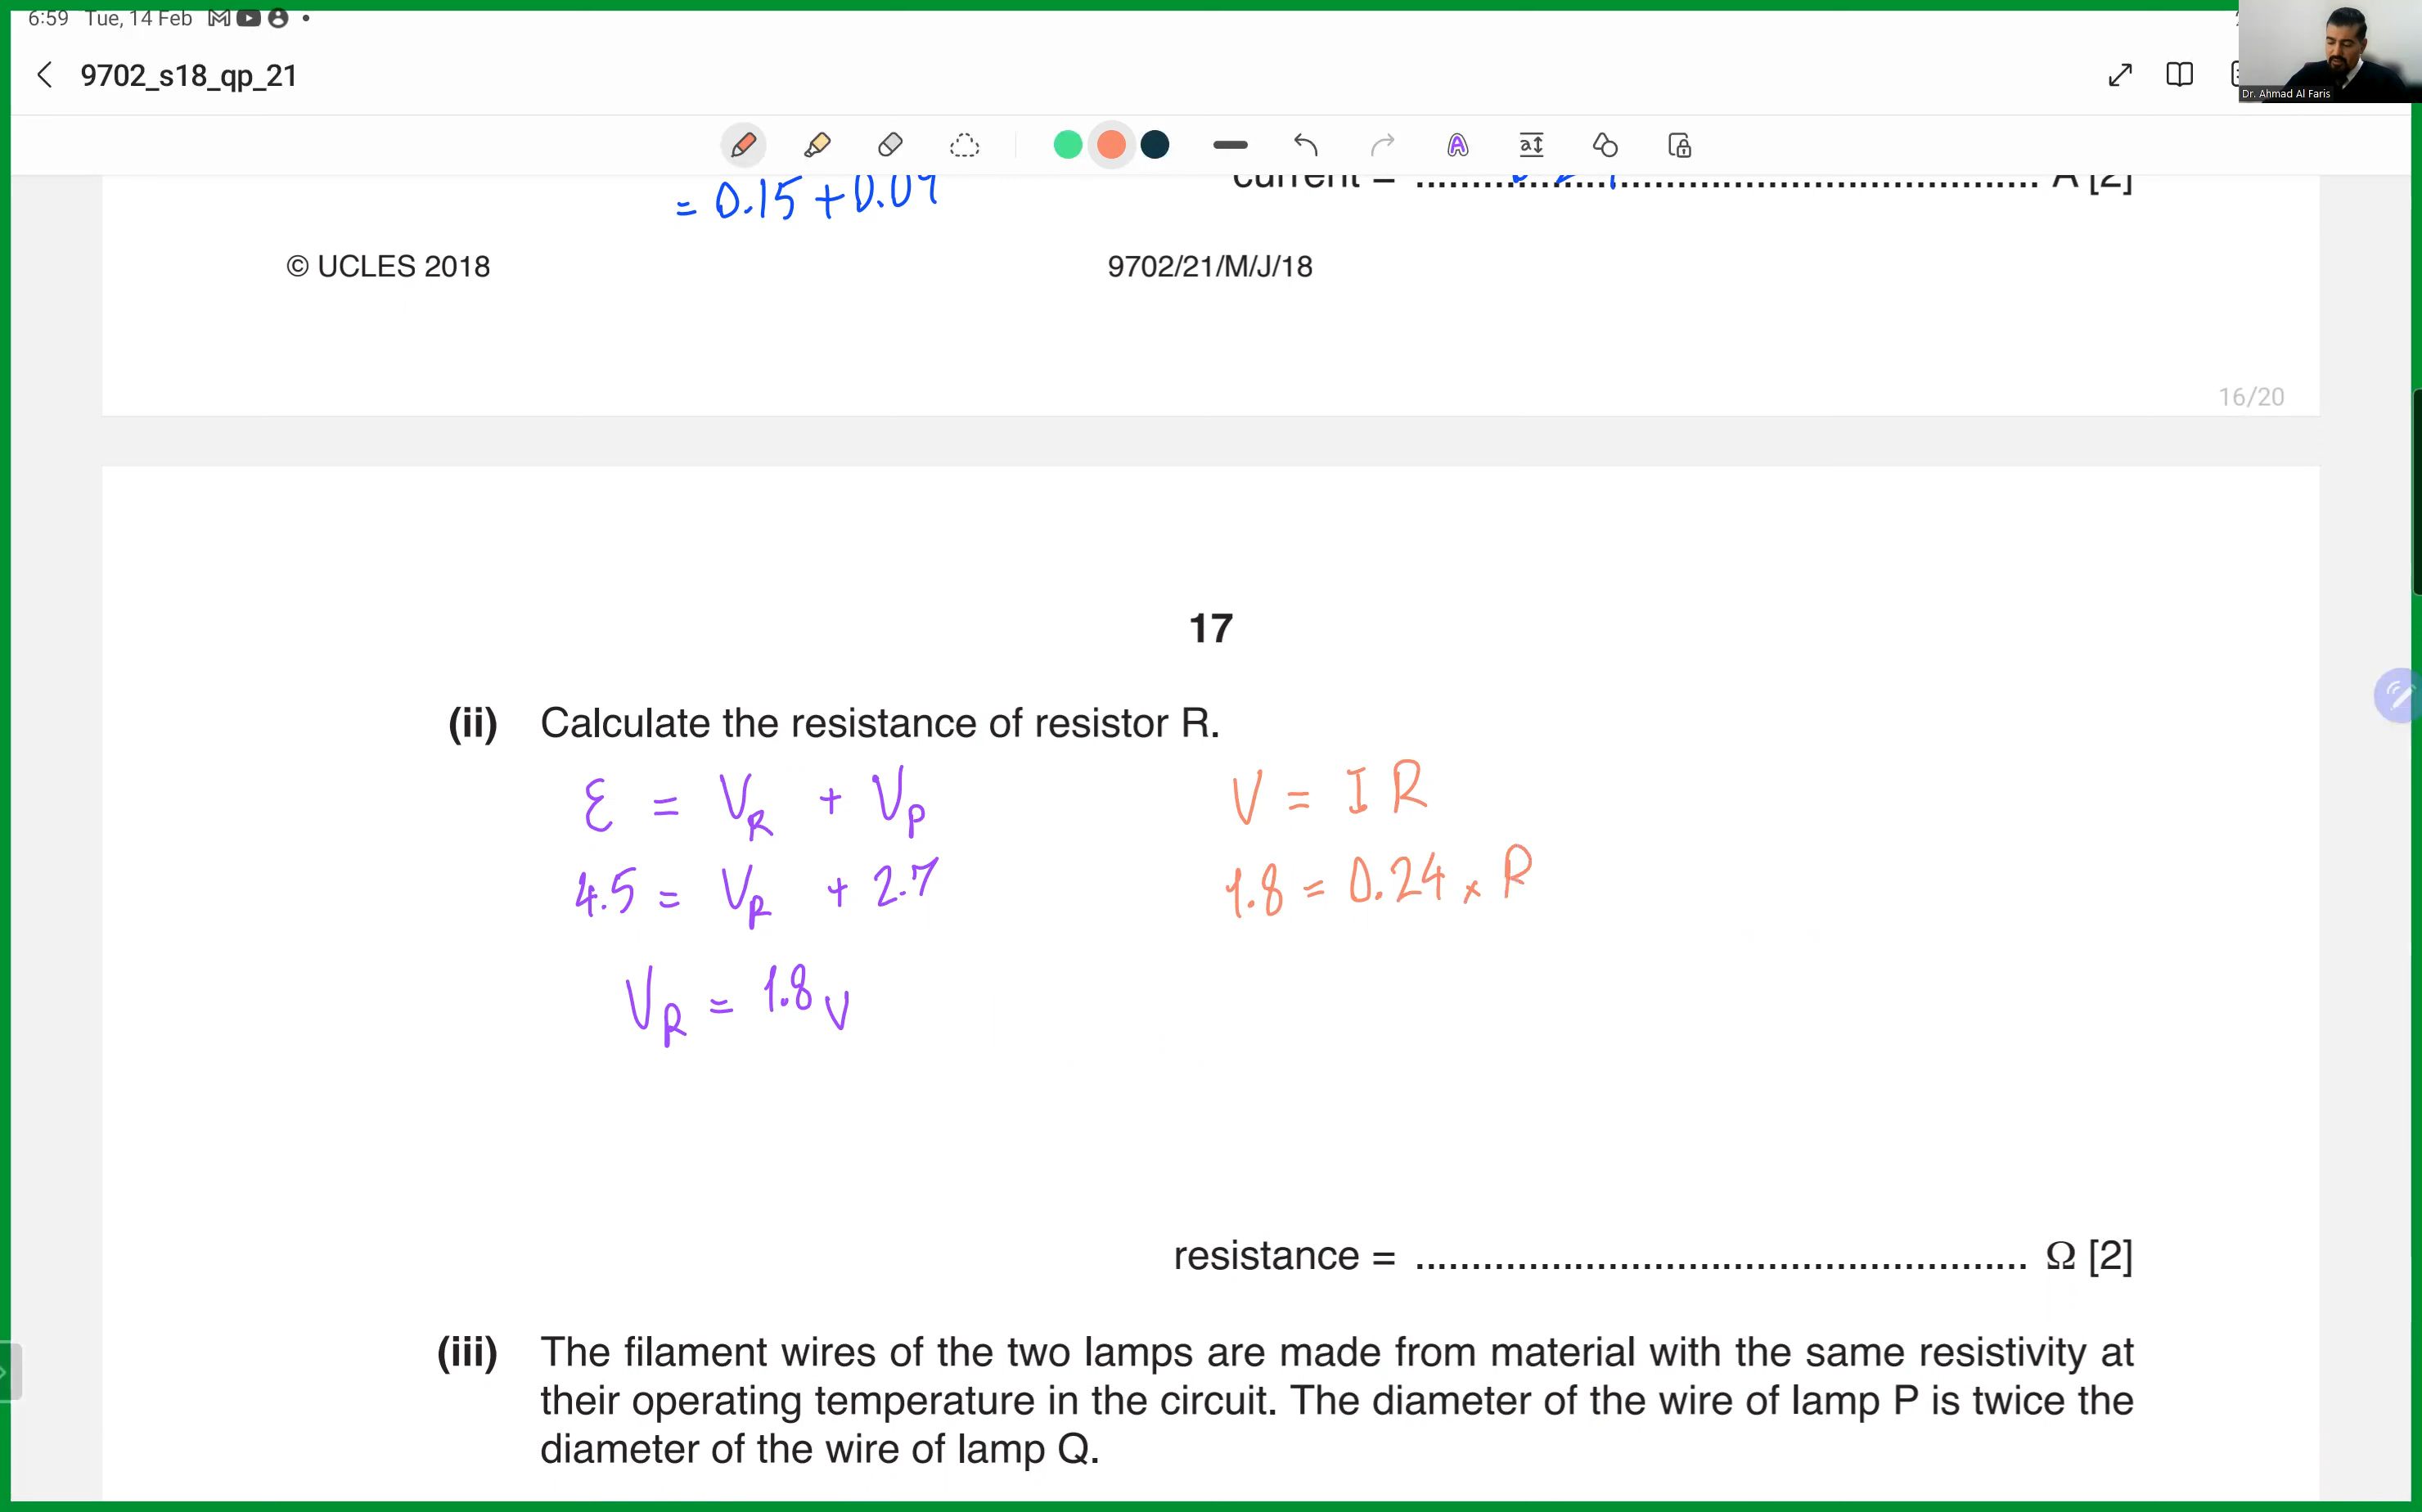 6:59 Tue, 14 Feb
9702_s18_qp_21
Dr. Ahmad Al Faris
= 0.15 + 0.09
current = ........ A [2]
© UCLES 2018
9702/21/M/J/18
16/20
17
(ii) Calculate the resistance of resistor R.
ℰ = V_R + V_P
4.5 = V_R + 2.7
V_R = 1.8 V
V = I R
1.8 = 0.24 × R
resistance = ........ Ω [2]
(iii) The filament wires of the two lamps are made from material with the same resistivity at
their operating temperature in the circuit. The diameter of the wire of lamp P is twice the
diameter of the wire of lamp Q.